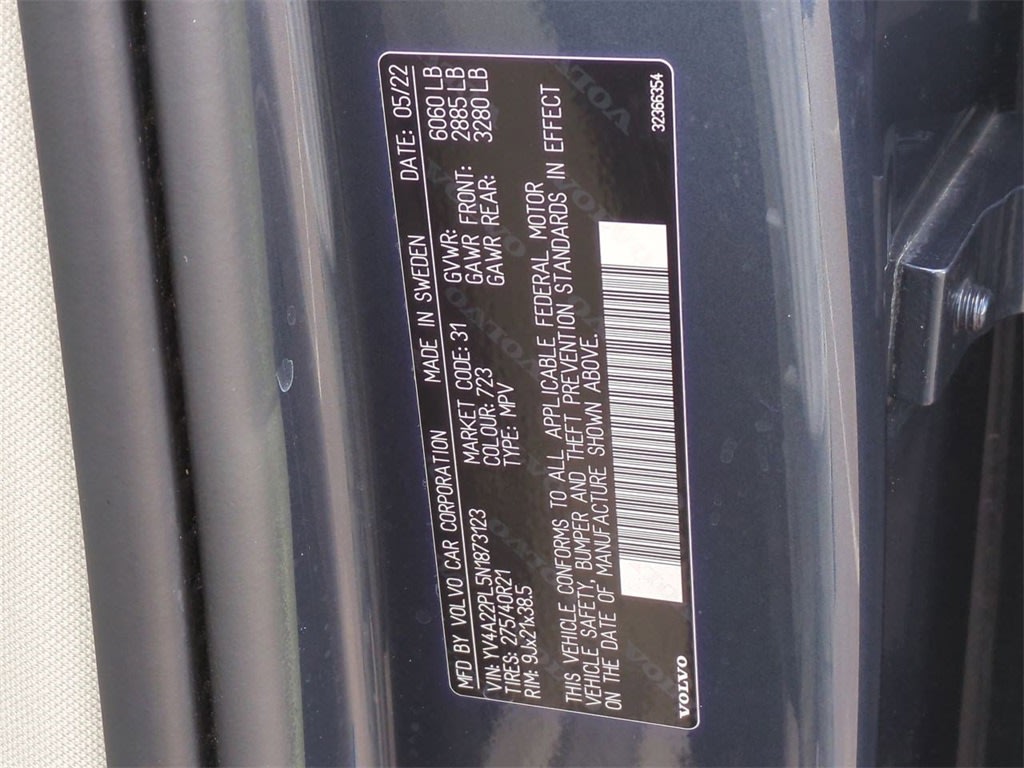 MFD BY VOLVO CAR CORPORATION MADE IN SWEDEN DATE: 05/22
VIN: YV4A22PL5N1873123 MARKET CODE: 31 GVWR: 6060 LB
TIRES: 275/40R21 COLOUR: 723 GAWR FRONT: 2885 LB
RIM: 9Jx21x38.5 TYPE: MPV GAWR REAR: 3280 LB
THIS VEHICLE CONFORMS TO ALL APPLICABLE FEDERAL MOTOR
VEHICLE SAFETY, BUMPER AND THEFT PREVENTION STANDARDS IN EFFECT
ON THE DATE OF MANUFACTURE SHOWN ABOVE.
VOLVO 32386354